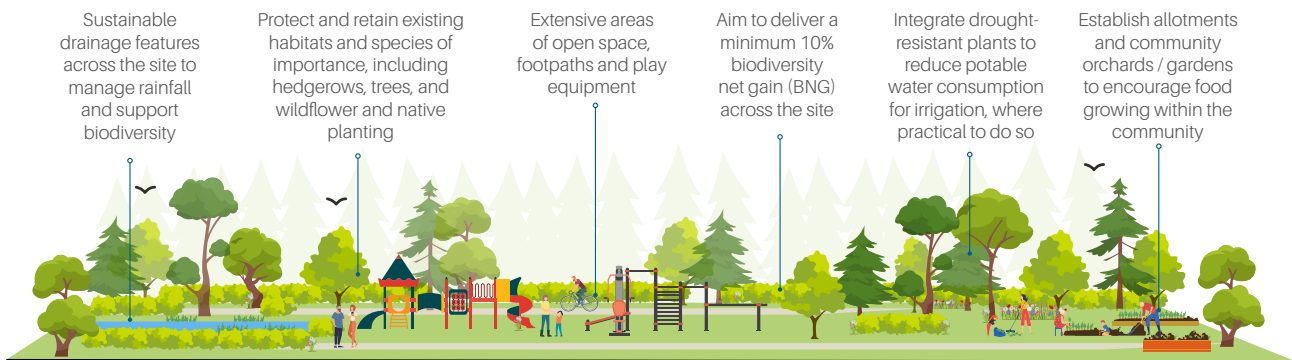 Sustainable
drainage features
across the site to
manage rainfall
and support
biodiversity
Protect and retain existing
habitats and species of
importance, including
hedgerows, trees, and
wildflower and native
planting
Extensive areas
of open space,
footpaths and play
equipment
Aim to deliver a
minimum 10%
biodiversity
net gain (BNG)
across the site
Integrate drought-
resistant plants to
reduce potable
water consumption
for irrigation, where
practical to do so
Establish allotments
and community
orchards / gardens
to encourage food
growing within the
community